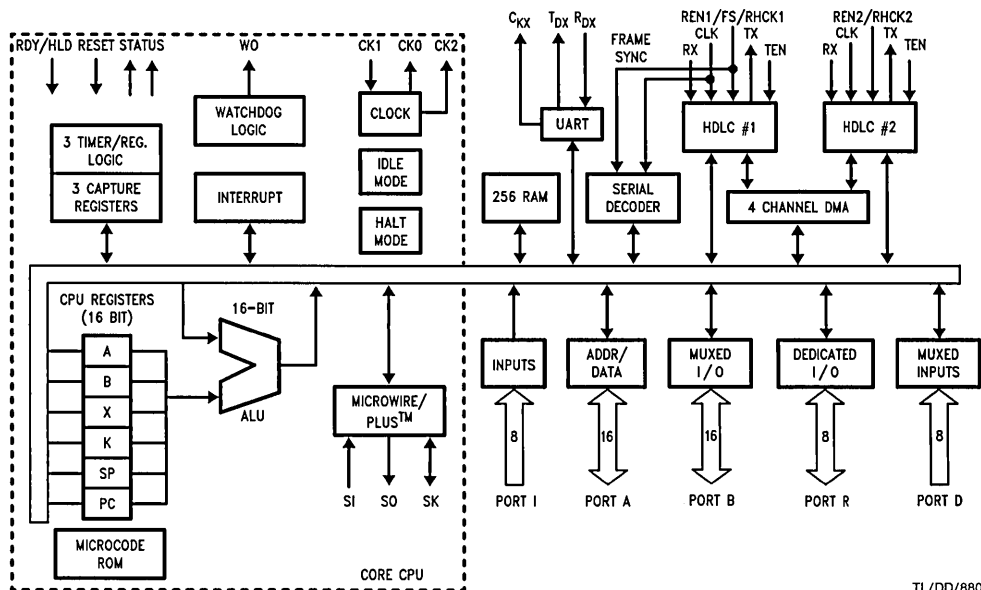 RDY/HLD RESET STATUS
WO
CK1 CK0 CK2
CKX
TDX
RDX
FRAME
SYNC
REN1/FS/RHCK1
CLK
RX
TX
TEN
REN2/RHCK2
CLK
RX
TX
TEN
3 TIMER/REG.
LOGIC
3 CAPTURE
REGISTERS
WATCHDOG
LOGIC
INTERRUPT
CLOCK
IDLE
MODE
HALT
MODE
UART
HDLC #1
HDLC #2
256 RAM
SERIAL
DECODER
4 CHANNEL DMA
CPU REGISTERS
(16 BIT)
A
B
X
K
SP
PC
16-BIT
ALU
MICROWIRE/
PLUS™
SI
SO
SK
MICROCODE
ROM
CORE CPU
INPUTS
8
PORT I
ADDR/
DATA
16
PORT A
MUXED
I/O
16
PORT B
DEDICATED
I/O
8
PORT R
MUXED
INPUTS
8
PORT D